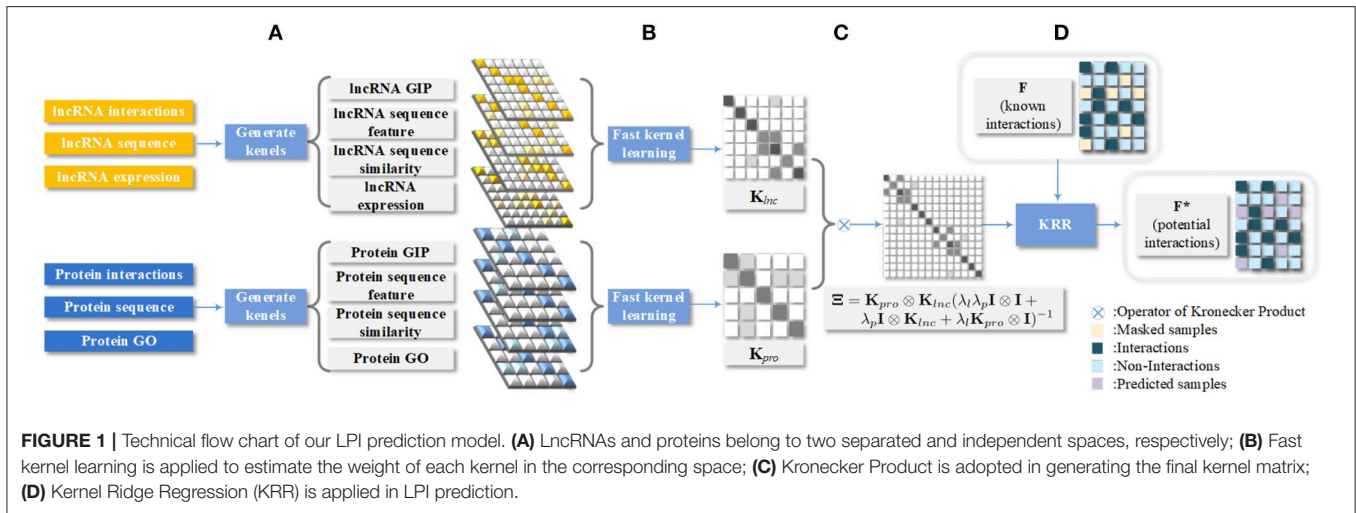 A
B
C
D
lncRNA interactions
lncRNA sequence
lncRNA expression
Generate
kenels
lncRNA GIP
lncRNA sequence
feature
lncRNA sequence
similarity
lncRNA
expression
Fast kernel
learning
K_lnc
Protein interactions
Protein sequence
Protein GO
Generate
kenels
Protein GIP
Protein sequence
feature
Protein sequence
similarity
Protein GO
Fast kernel
learning
K_pro
Ξ = K_pro ⊗ K_lnc(λ_lλ_pI ⊗ I +
λ_pI ⊗ K_lnc + λ_lK_pro ⊗ I)^−1
F
(known
interactions)
KRR
F*
(potential
interactions)
⊗ :Operator of Kronecker Product
:Masked samples
:Interactions
:Non-Interactions
:Predicted samples
FIGURE 1 | Technical flow chart of our LPI prediction model. (A) LncRNAs and proteins belong to two separated and independent spaces, respectively; (B) Fast
kernel learning is applied to estimate the weight of each kernel in the corresponding space; (C) Kronecker Product is adopted in generating the final kernel matrix;
(D) Kernel Ridge Regression (KRR) is applied in LPI prediction.